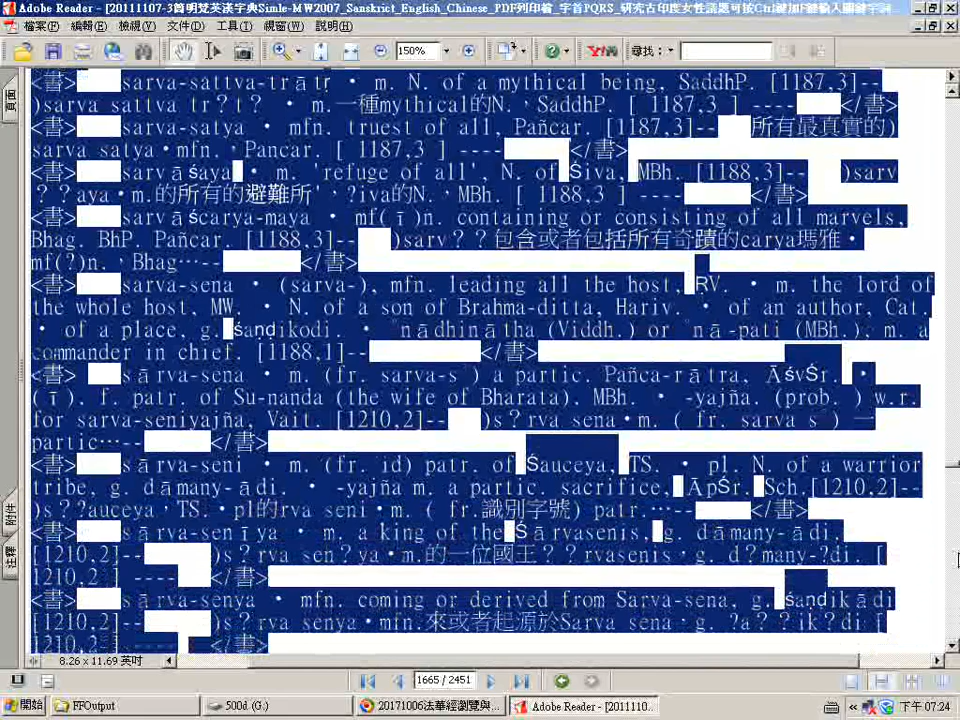 Adobe Reader - [20111107-3簡明梵英漢字典Simle-MW2007_Sanskrict_English_Chinese_PDF列印檔_字首PQRS_研究古印度女性議題可按Ctrl鍵加F鍵輸入關鍵字詞
檔案(F) 編輯(E) 檢視(V) 文件(D) 工具(T) 視窗(W) 說明(H)
150% 尋找：
頁面
附件
注釋
<書> sarva-sattva-trātṛ • m. N. of a mythical being, SaddhP. [1187,3]--
)sarva sattva tr?t? • m.一種mythical的N.，SaddhP. [ 1187,3 ] ---- </書>
<書> sarva-satya • mfn. truest of all, Pañcar. [1187,3]-- 所有最真實的)
sarva satya•mfn.，Pancar. [ 1187,3 ] ---- </書>
<書> sarvāśaya • m. 'refuge of all', N. of Śiva, MBh. [1188,3]-- )sarv
？？aya•m.的所有的避難所'，?iva的N.，MBh. [ 1188,3 ] ---- </書>
<書> sarvāścarya-maya • mf(ī)n. containing or consisting of all marvels,
Bhag. BhP. Pañcar. [1188,3]-- )sarv？？包含或者包括所有奇蹟的carya瑪雅•
mf(?)n.，Bhag…-- </書>
<書> sarva-sena • (sarva-), mfn. leading all the host, RV. • m. the lord of
the whole host, MW. • N. of a son of Brahma-ditta, Hariv. • of an author, Cat.
• of a place, g. śaṇḍikodi. • °nādhinātha (Viddh.) or °nā-pati (MBh.), m. a
commander in chief. [1188,1]-- </書>
<書> sārva-sena • m. (fr. sarva-s°) a partic. Pañca-rātra, ĀśvŚr. •
(ī), f. patr. of Su-nanda (the wife of Bharata), MBh. • -yajña. (prob. ) w.r.
for sarva-seniyajña, Vait. [1210,2]-- )s？rva sena•m. ( fr. sarva s°) 一
partic…-- </書>
<書> sārva-seni • m. (fr. id) patr. of Śauceya, TS. • pl. N. of a warrior
tribe, g. dāmany-ādi. • -yajña m. a partic. sacrifice, ĀpŚr. Sch.[1210,2]--
)s？?auceya，TS.•pl的rva seni•m. ( fr.識別字號) patr.…-- </書>
<書> sārva-senīya • m. a king of the Śārvasenis, g. dāmany-ādi.
[1210,2]-- )s？rva sen?ya•m.的一位國王？？rvasenis，g. d?many-?di. [
1210,2 ] ---- </書>
<書> sārva-senya • mfn. coming or derived from Sarva-sena, g. śaṇḍikādi
[1210,2]-- )s？rva senya•mfn.來或者起源於Sarva sena，g. ?a？？ik?di [
1210,2 ] ---- </書>
8.26 x 11.69 英吋
1665 / 2451
開始 FFOutput 500d (G:) 20171006法華經瀏覽與... Adobe Reader - [2011110... 下午 07:24